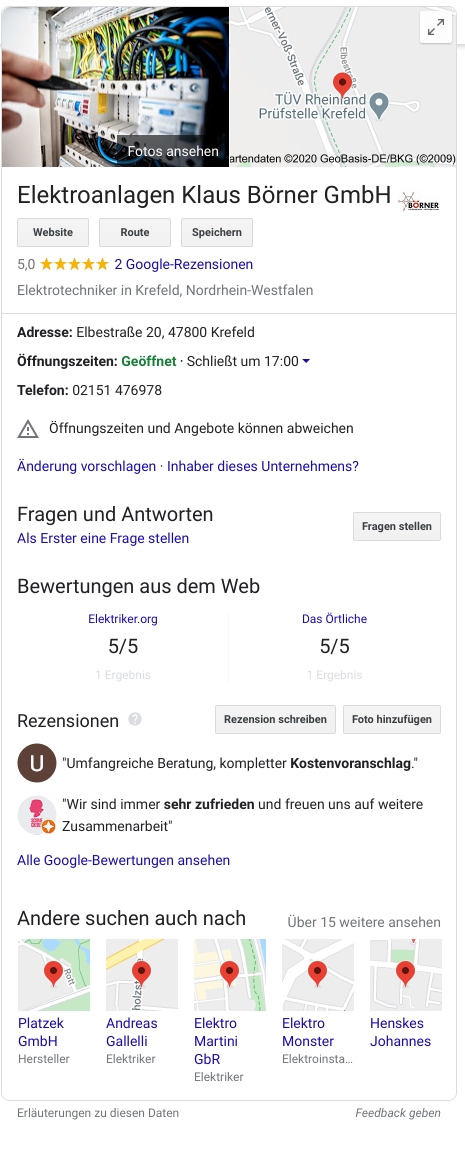 Fotos ansehen
erner-Voß-Straße
Elbestraße
TÜV Rheinland
Prüfstelle Krefeld
artendaten ©2020 GeoBasis-DE/BKG (©2009)
Elektroanlagen Klaus Börner GmbH
BÖRNER
Website Route Speichern
5,0 2 Google-Rezensionen
Elektrotechniker in Krefeld, Nordrhein-Westfalen
Adresse: Elbestraße 20, 47800 Krefeld
Öffnungszeiten: Geöffnet · Schließt um 17:00
Telefon: 02151 476978
Öffnungszeiten und Angebote können abweichen
Änderung vorschlagen · Inhaber dieses Unternehmens?
Fragen und Antworten
Als Erster eine Frage stellen
Fragen stellen
Bewertungen aus dem Web
Elektriker.org Das Örtliche
5/5 5/5
1 Ergebnis 1 Ergebnis
Rezensionen ? Rezension schreiben Foto hinzufügen
U "Umfangreiche Beratung, kompletter Kostenvoranschlag."
"Wir sind immer sehr zufrieden und freuen uns auf weitere
Zusammenarbeit"
Alle Google-Bewertungen ansehen
Andere suchen auch nach Über 15 weitere ansehen
Rott
holzst
Platzek Andreas Elektro Elektro Henskes
GmbH Gallelli Martini Monster Johannes
Hersteller Elektriker GbR Elektroinsta...
Elektriker
Erläuterungen zu diesen Daten Feedback geben